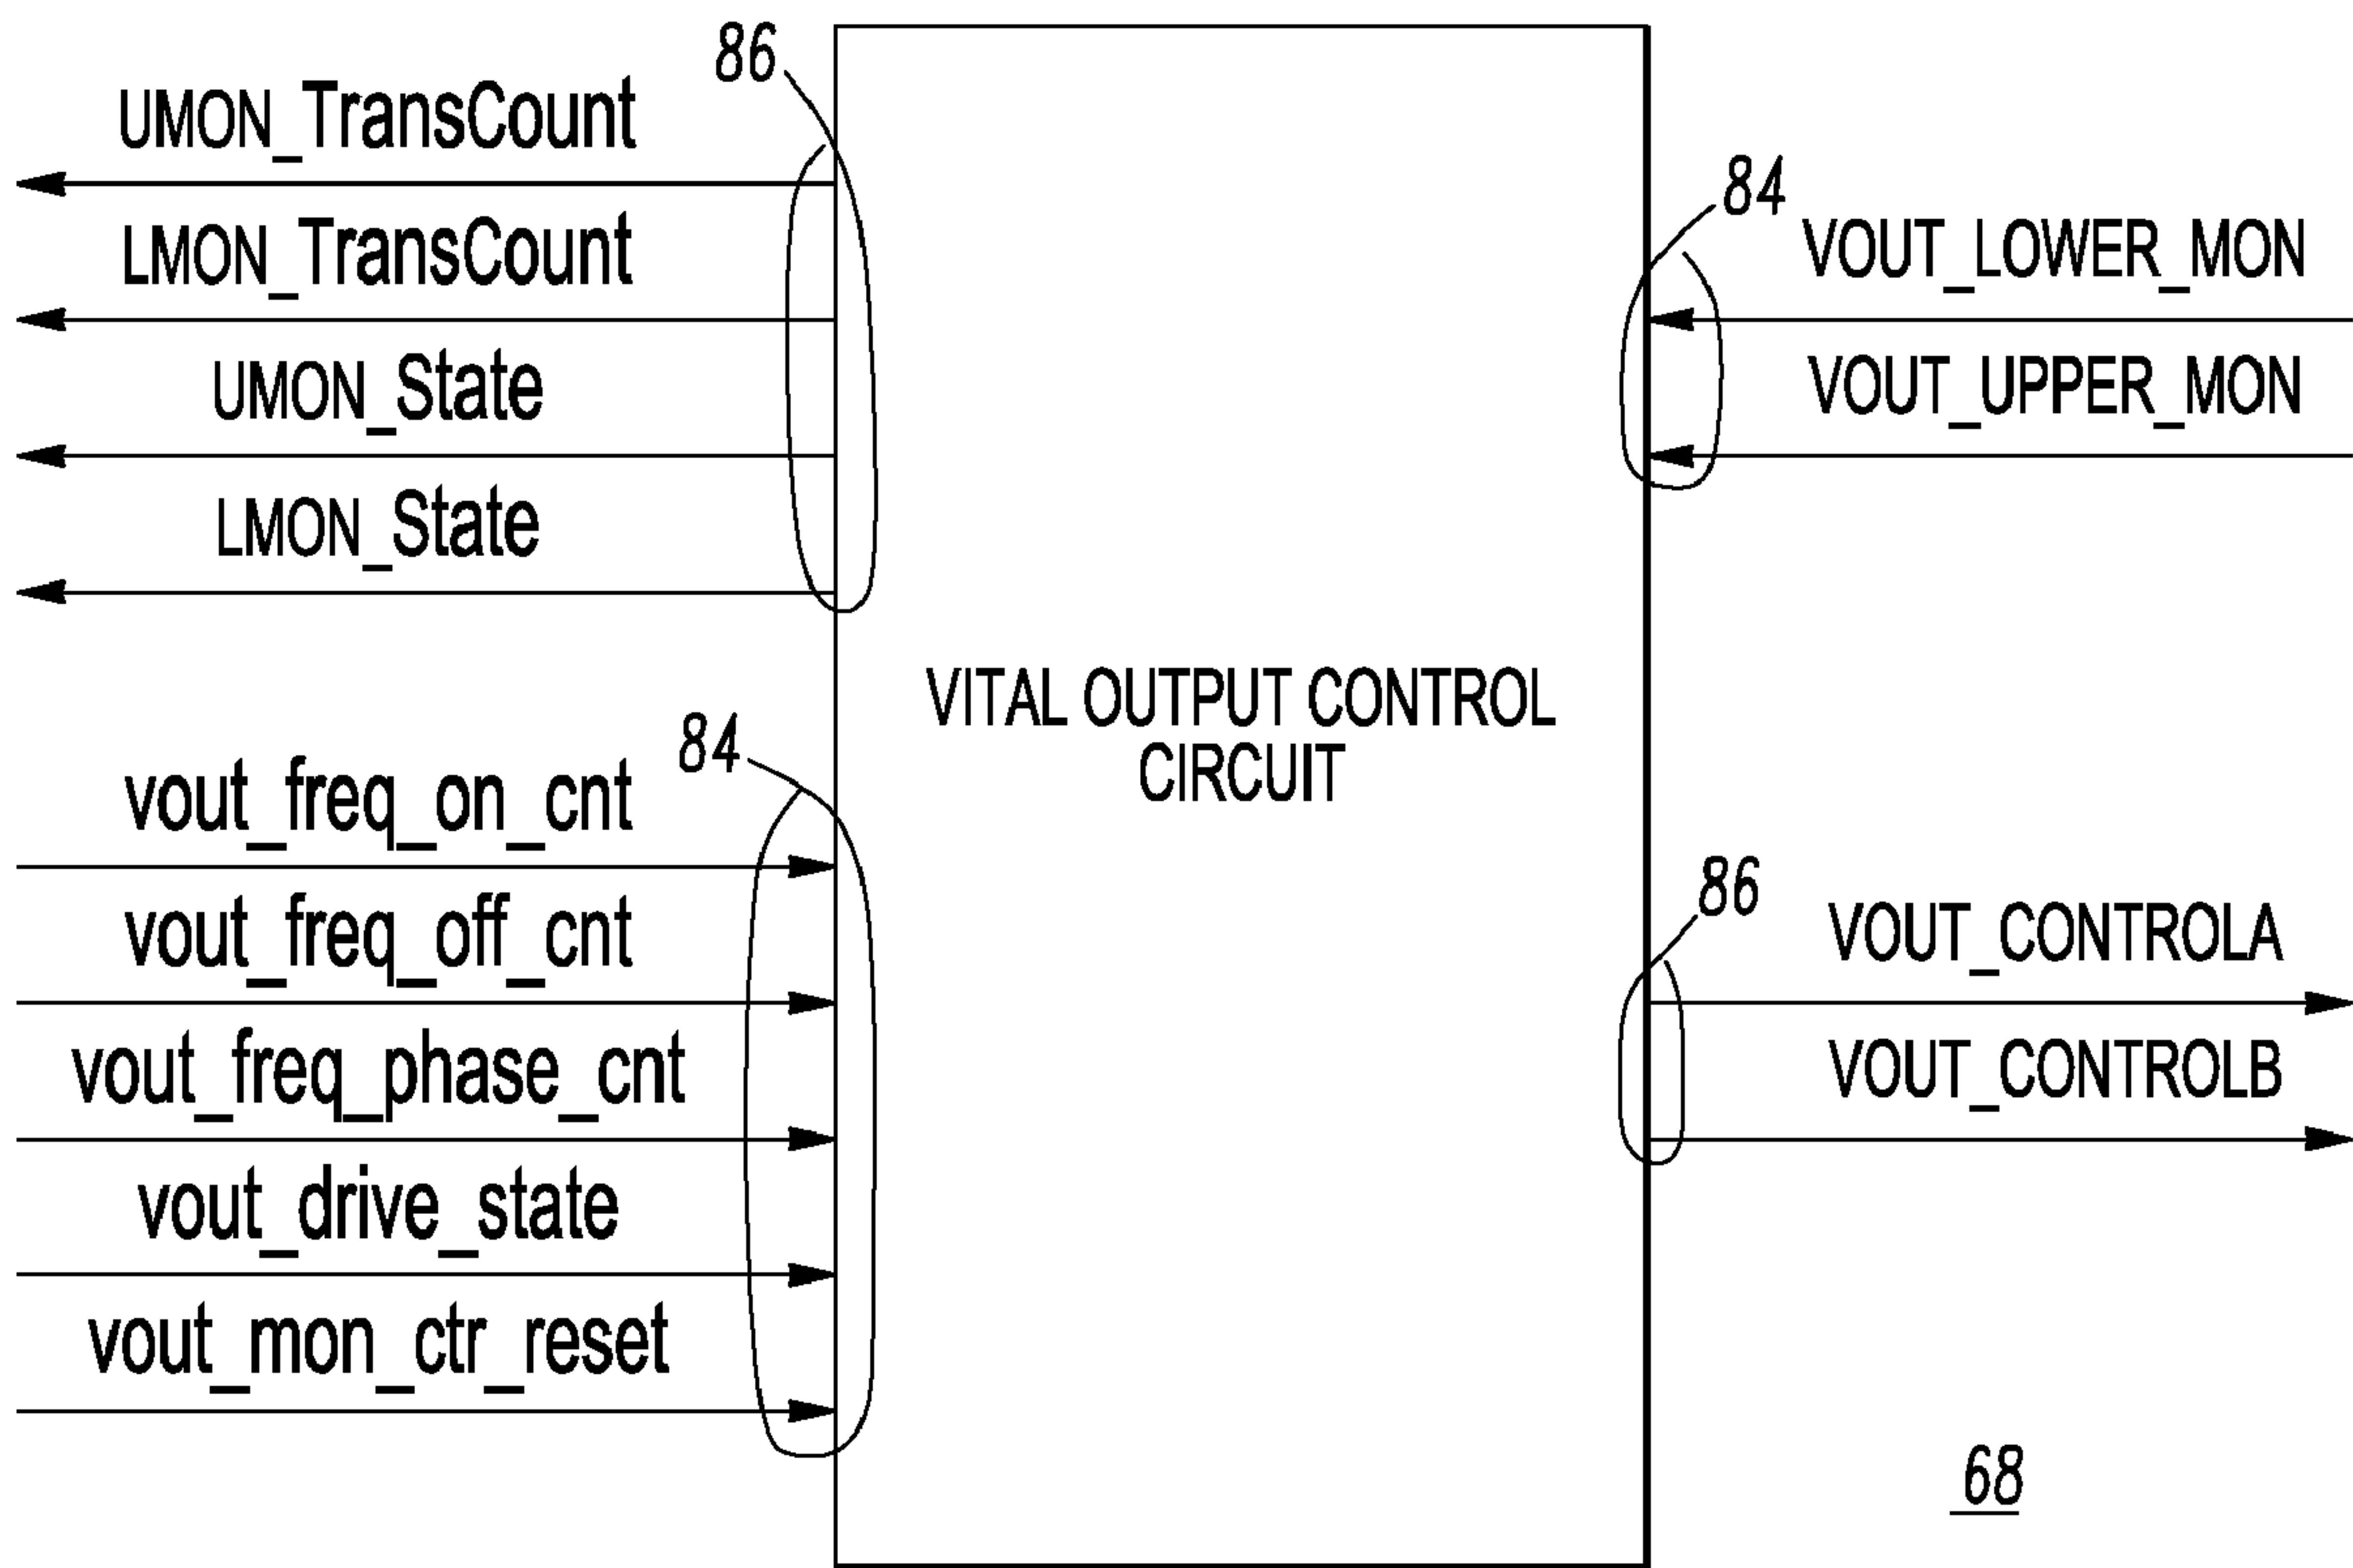 86
UMON_TransCount
LMON_TransCount
UMON_State
LMON_State
84
vout_freq_on_cnt
vout_freq_off_cnt
vout_freq_phase_cnt
vout_drive_state
vout_mon_ctr_reset
VITAL OUTPUT CONTROL
CIRCUIT
84
VOUT_LOWER_MON
VOUT_UPPER_MON
86
VOUT_CONTROLA
VOUT_CONTROLB
68